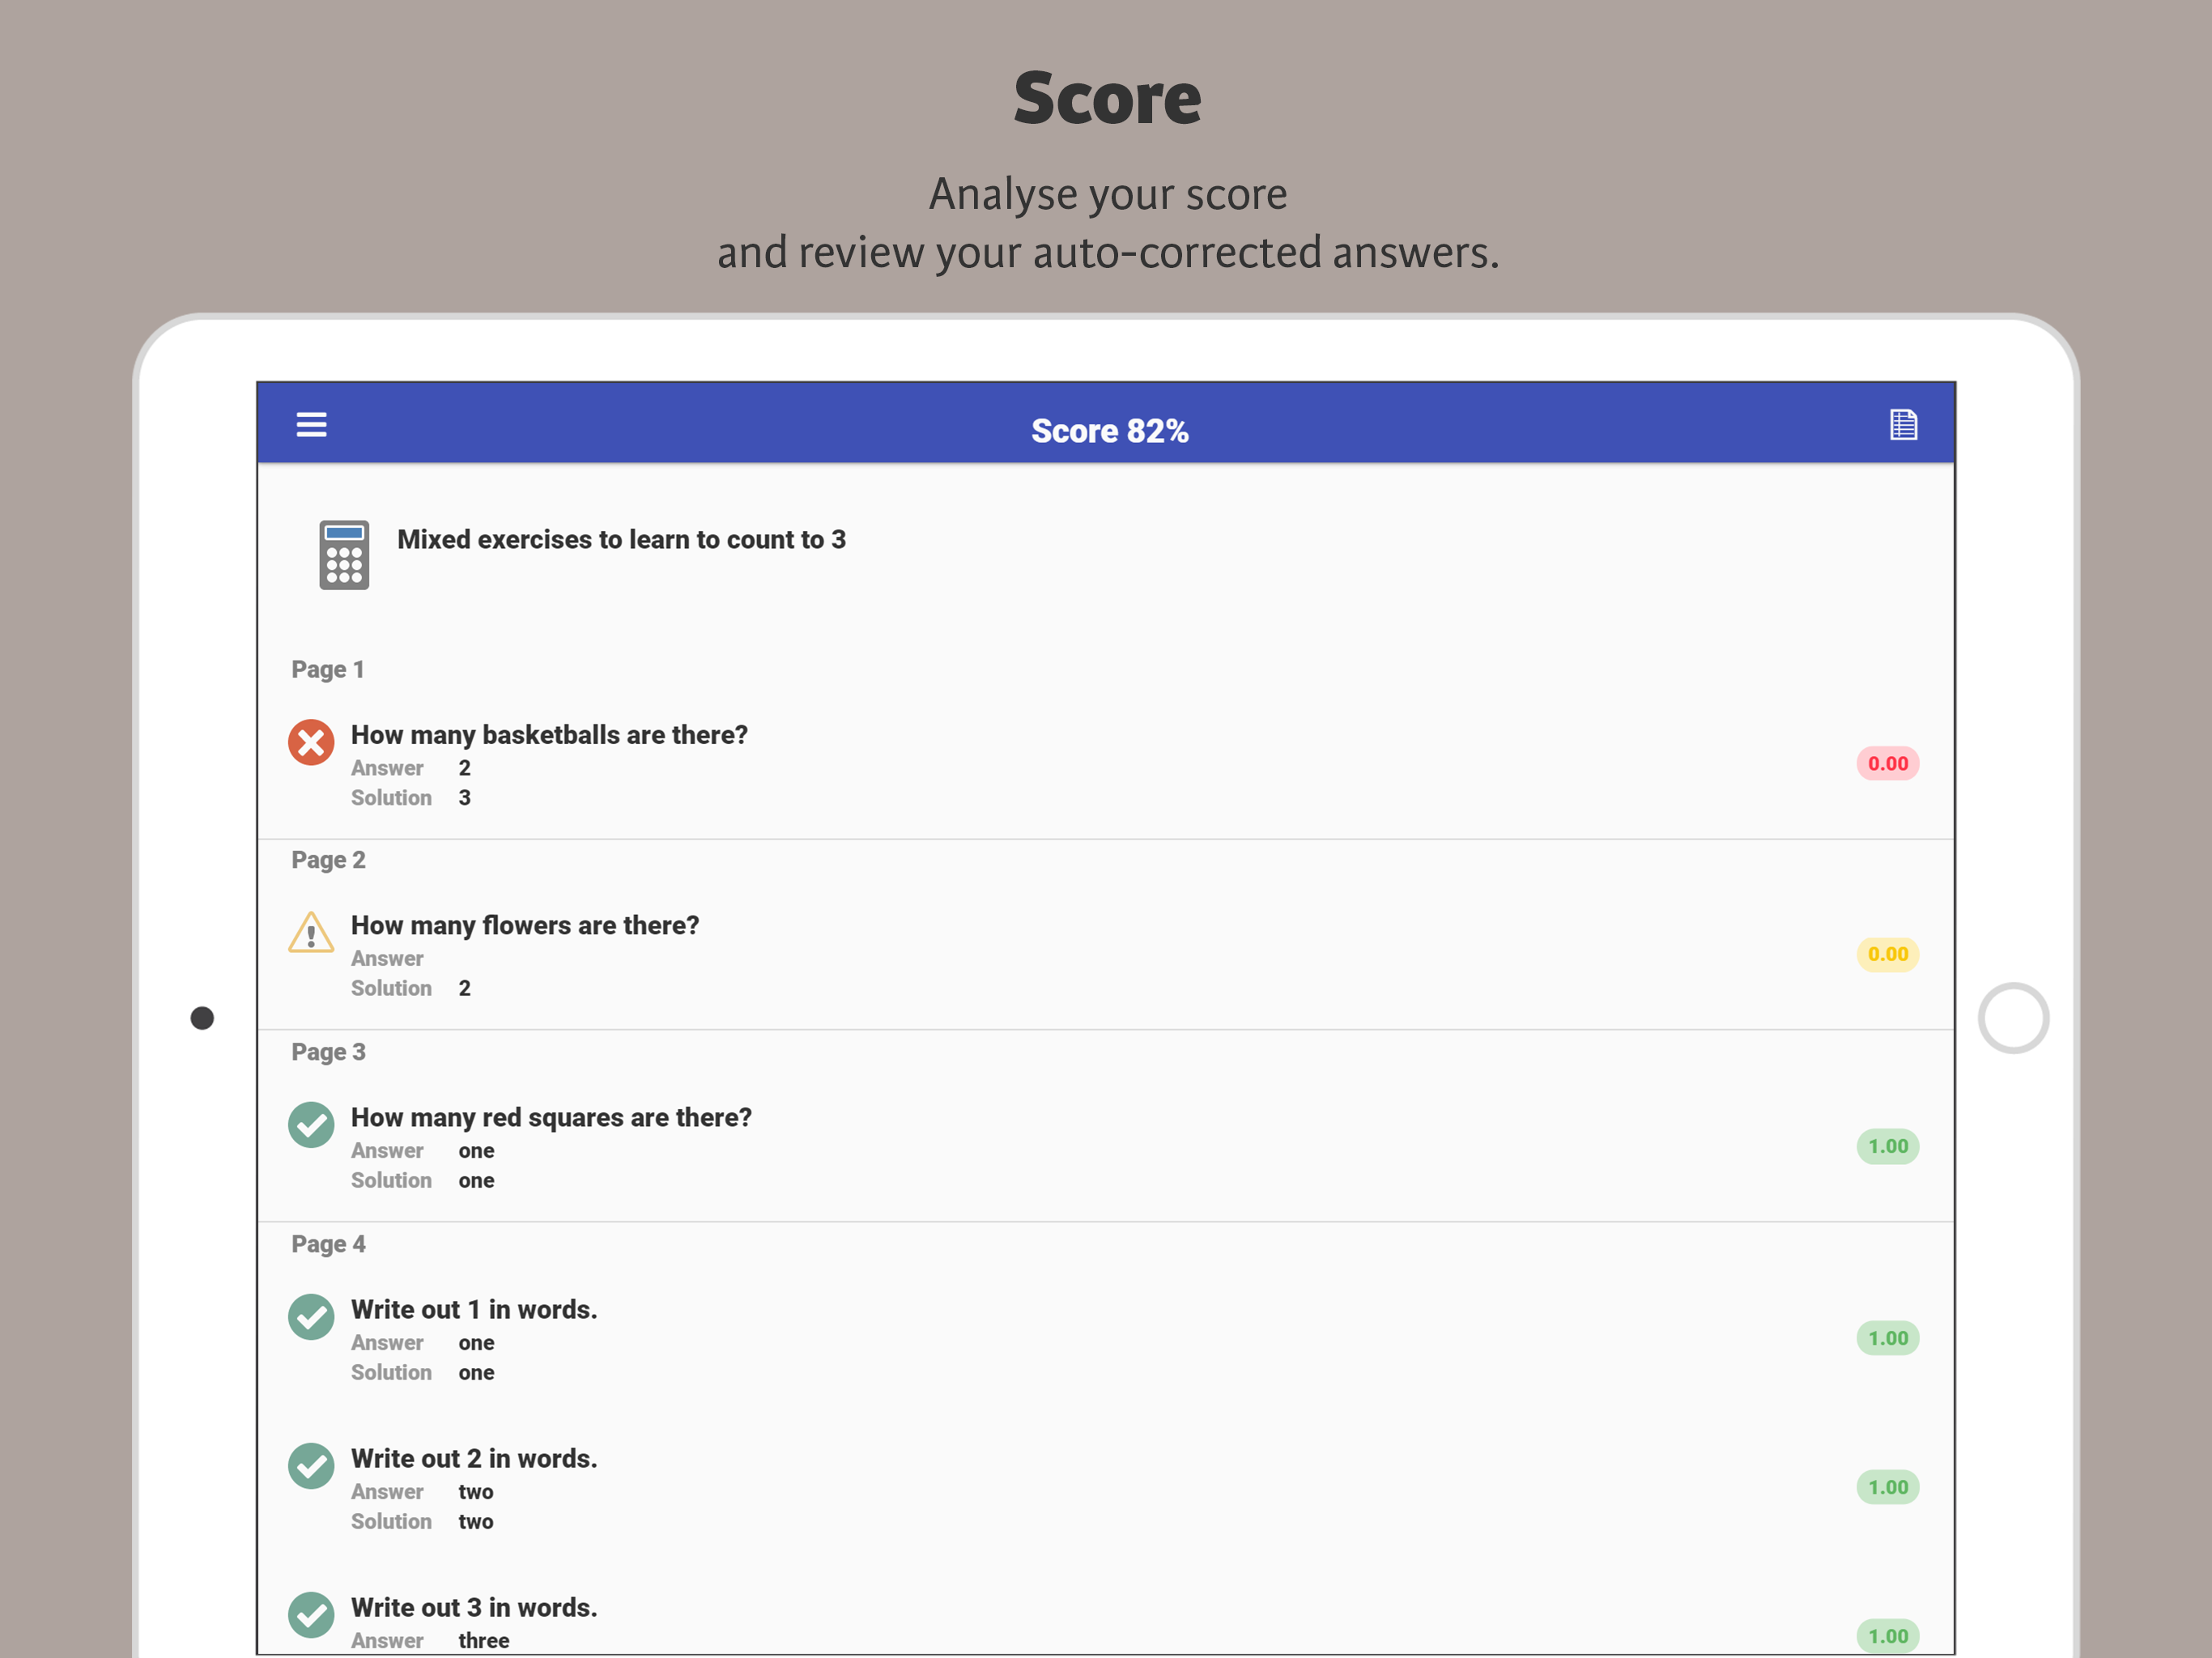 Score
Analyse your score
and review your auto-corrected answers.
Score 82%
Mixed exercises to learn to count to 3
Page 1
How many basketballs are there?
Answer 2
0.00
Solution 3
Page 2
How many flowers are there?
Answer
0.00
Solution 2
Page 3
How many red squares are there?
Answer one
1.00
Solution one
Page 4
Write out 1 in words.
Answer one
1.00
Solution one
Write out 2 in words.
Answer two
1.00
Solution two
Write out 3 in words.
Answer three
1.00